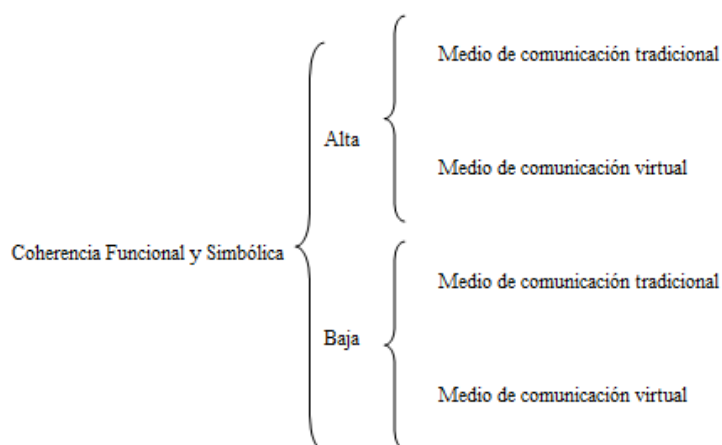 Medio de comunicación tradicional
Alta
Medio de comunicación virtual
Coherencia Funcional y Simbólica
Medio de comunicación tradicional
Baja
Medio de comunicación virtual